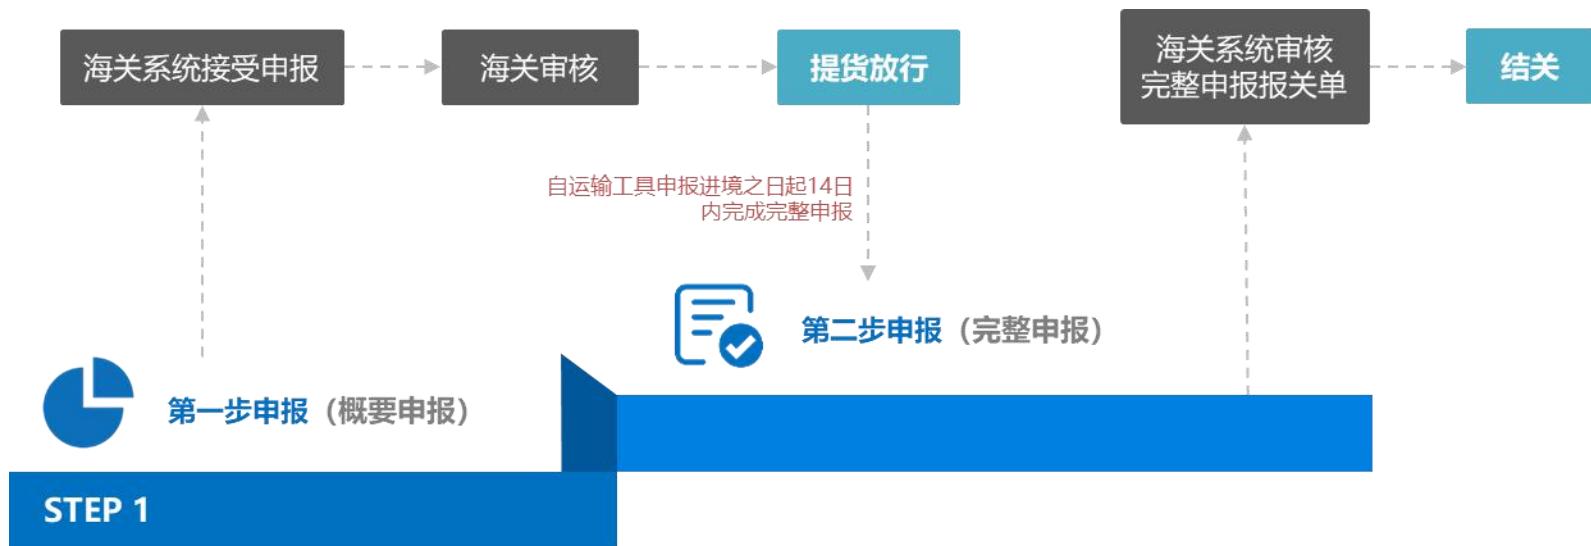 海关系统接受申报
海关审核
提货放行
海关系统审核
完整申报报关单
结关
自运输工具申报进境之日起14日
内完成完整申报
第二步申报（完整申报）
第一步申报（概要申报）
STEP 1